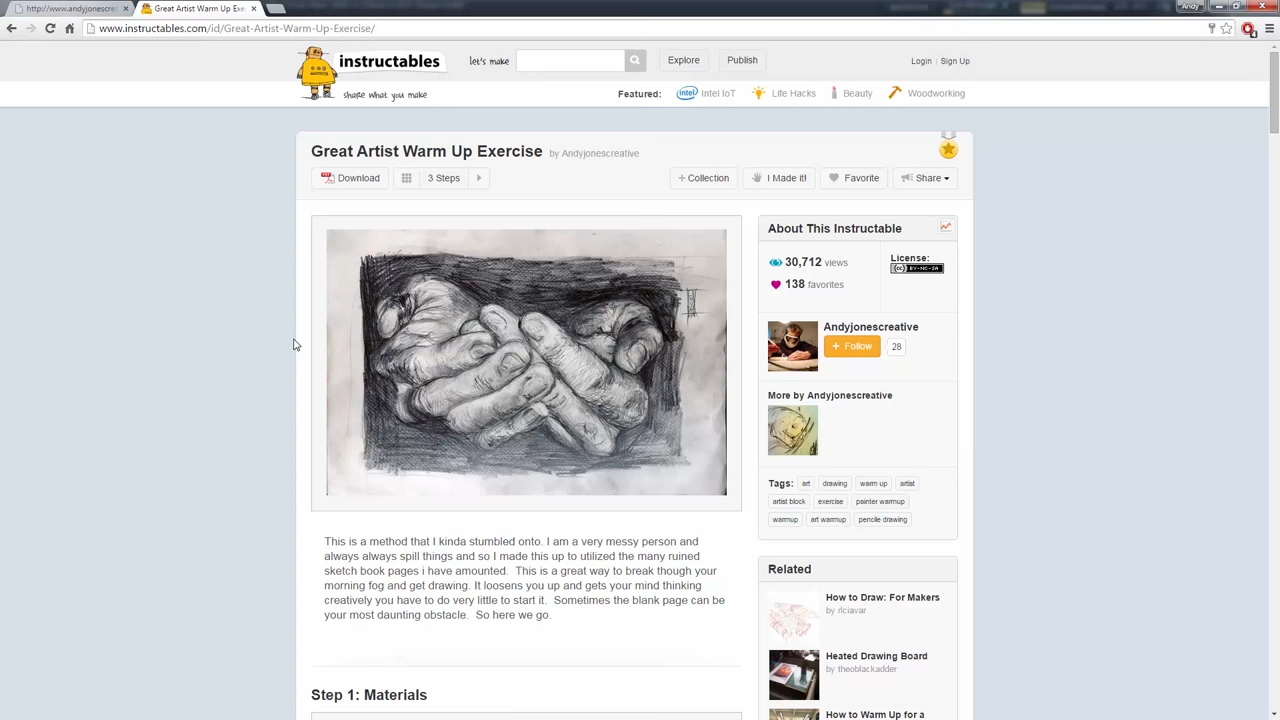 http://www.andyjonescre
Great Artist Warm Up Exe
Andy
www.instructables.com/id/Great-Artist-Warm-Up-Exercise/
instructables
share what you make
let's make
Explore
Publish
Login
Sign Up
Featured:
intel
Intel IoT
Life Hacks
Beauty
Woodworking
Great Artist Warm Up Exercise by Andyjonescreative
Download
3 Steps
+ Collection
I Made it!
Favorite
Share
About This Instructable
30,712 views
138 favorites
License:
cc BY-NC-SA
Andyjonescreative
+ Follow
28
More by Andyjonescreative
Tags: art drawing warm up artist
artist block exercise painter warmup
warmup art warmup pencile drawing
This is a method that I kinda stumbled onto. I am a very messy person and
always always spill things and so I made this up to utilized the many ruined
sketch book pages i have amounted.  This is a great way to break though your
morning fog and get drawing. It loosens you up and gets your mind thinking
creatively you have to do very little to start it.  Sometimes the blank page can be
your most daunting obstacle.  So here we go.
Related
How to Draw: For Makers
by rlciavar
Heated Drawing Board
by theoblackadder
How to Warm Up for a
Step 1: Materials